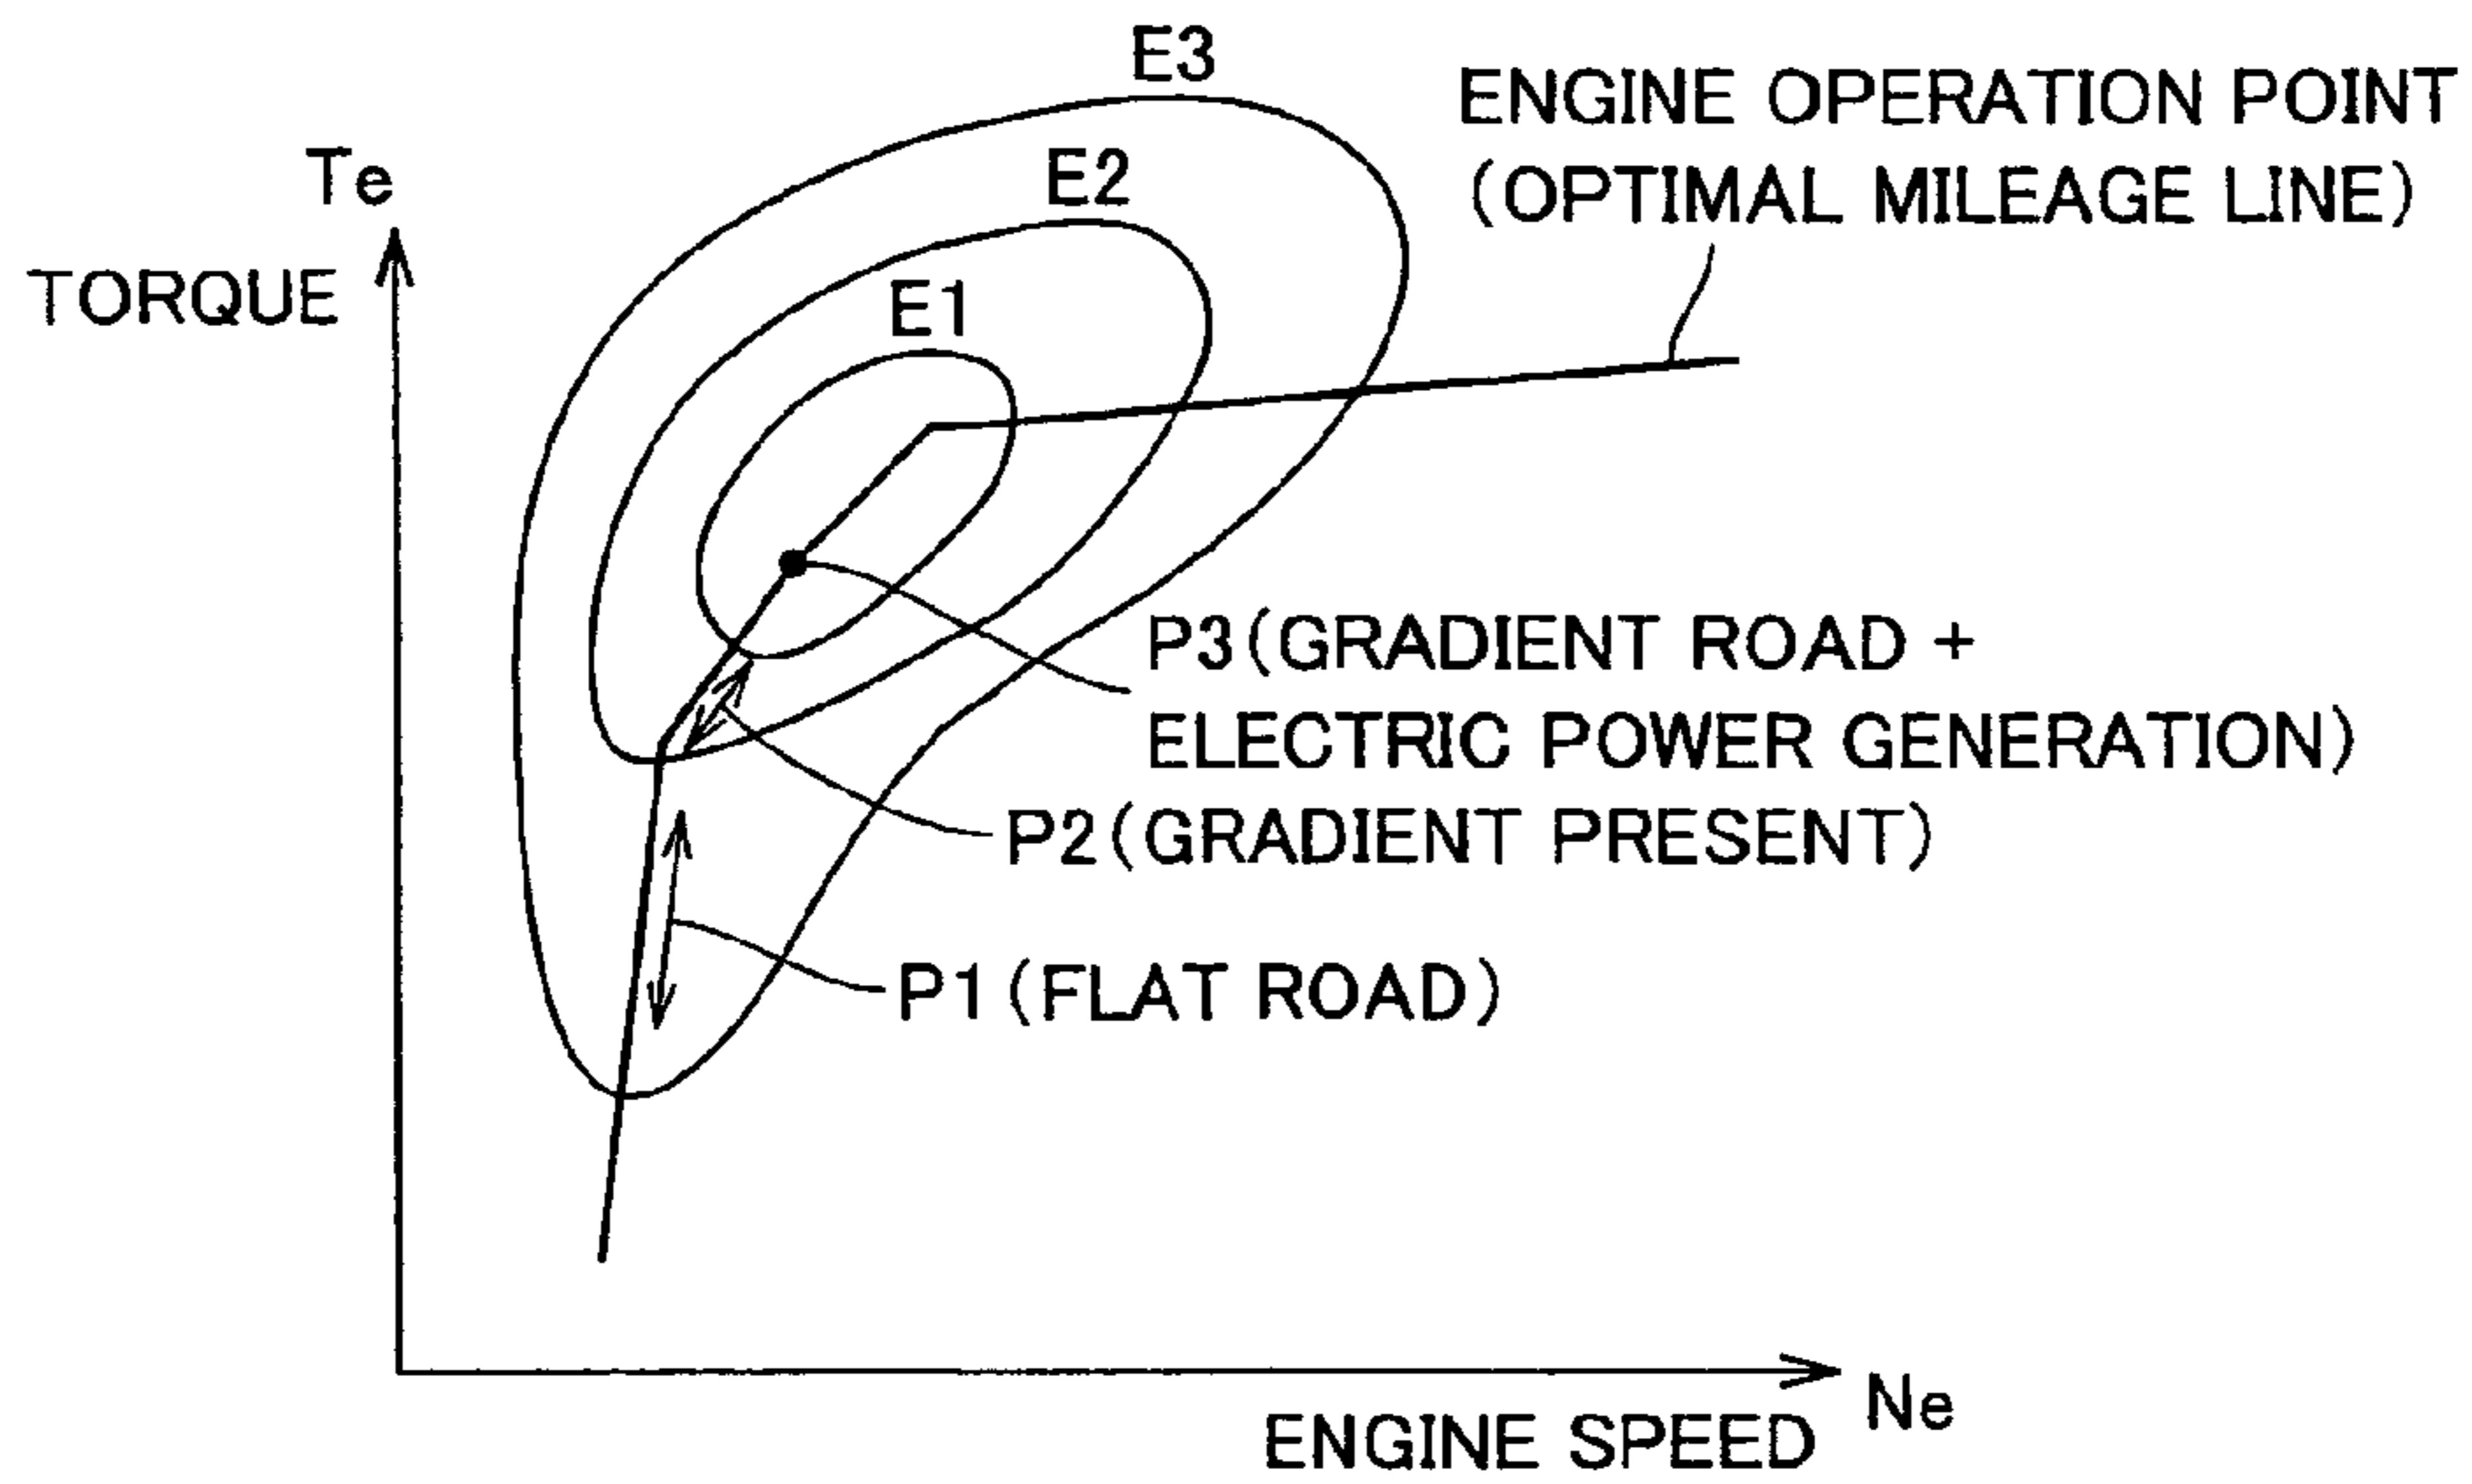 E3
ENGINE OPERATION POINT
(OPTIMAL MILEAGE LINE)
Te
E2
TORQUE
E1
P3(GRADIENT ROAD +
ELECTRIC POWER GENERATION)
P2(GRADIENT PRESENT)
P1(FLAT ROAD)
Ne
ENGINE SPEED